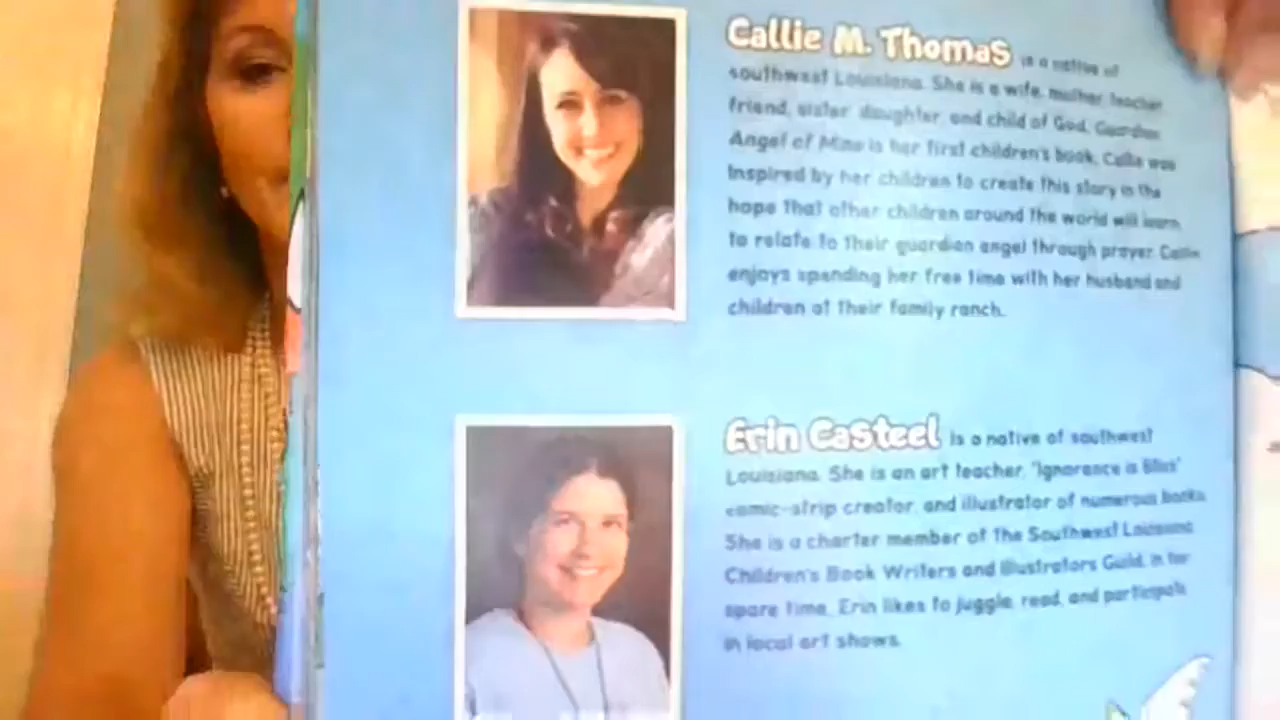 Callie M. Thomas is a native of
southwest Louisiana. She is a wife, mother, teacher,
friend, sister, daughter, and child of God. Guardian
Angel of Mine is her first children's book. Callie was
inspired by her children to create this story in the
hope that other children around the world will learn
to relate to their guardian angel through prayer. Callie
enjoys spending her free time with her husband and
children at their family ranch.
Erin Casteel is a native of southwest
Louisiana. She is an art teacher, "Ignorance is Bliss"
comic-strip creator, and illustrator of numerous books.
She is a charter member of the Southwest Louisiana
Children's Book Writers and Illustrators Guild. In her
spare time, Erin likes to juggle, read, and participate
in local art shows.